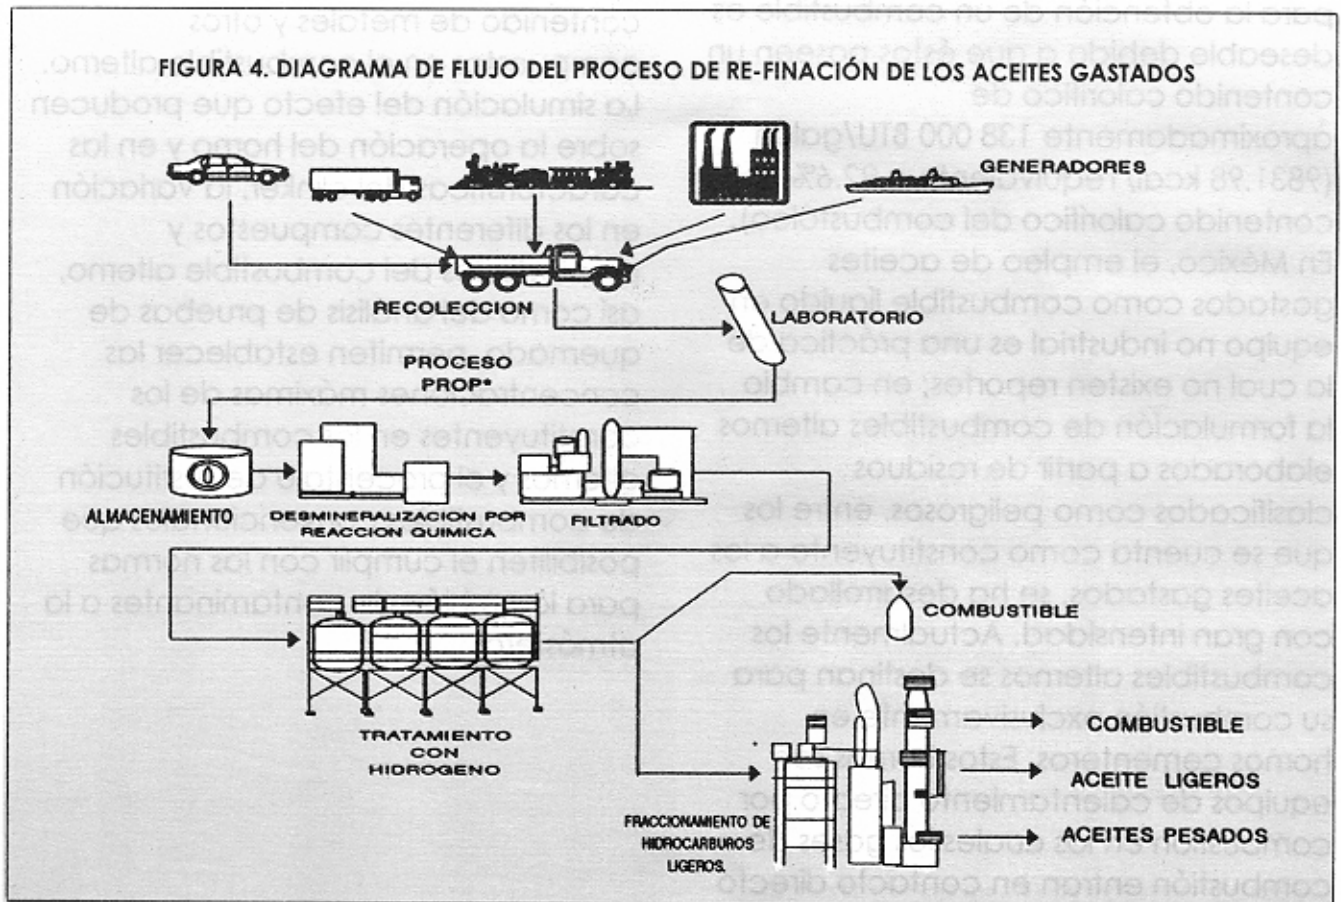 FIGURA 4. DIAGRAMA DE FLUJO DEL PROCESO DE RE-FINACIÓN DE LOS ACEITES GASTADOS
GENERADORES
RECOLECCION
LABORATORIO
PROCESO
PROP*
ALMACENAMIENTO
DESMINERALIZACION POR
REACCION QUIMICA
FILTRADO
COMBUSTIBLE
TRATAMIENTO
CON
HIDROGENO
COMBUSTIBLE
ACEITE LIGEROS
ACEITES PESADOS
FRACCIONAMIENTO DE
HIDROCARBUROS
LIGEROS.